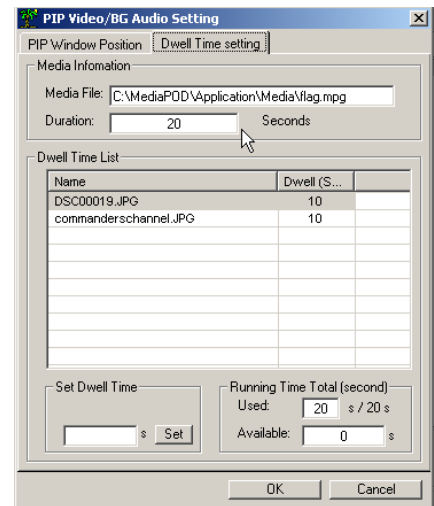 PIP Video/BG Audio Setting
PIP Window Position Dwell Time setting
Media Infomation
Media File: C:\MediaPOD\Application\Media\flag.mpg
Duration: 20 Seconds
Dwell Time List
Name Dwell (S...
DSC00019.JPG 10
commanderschannel.JPG 10
Set Dwell Time Running Time Total (second)
Used: 20 s / 20 s
s Set Available: 0 s
OK Cancel